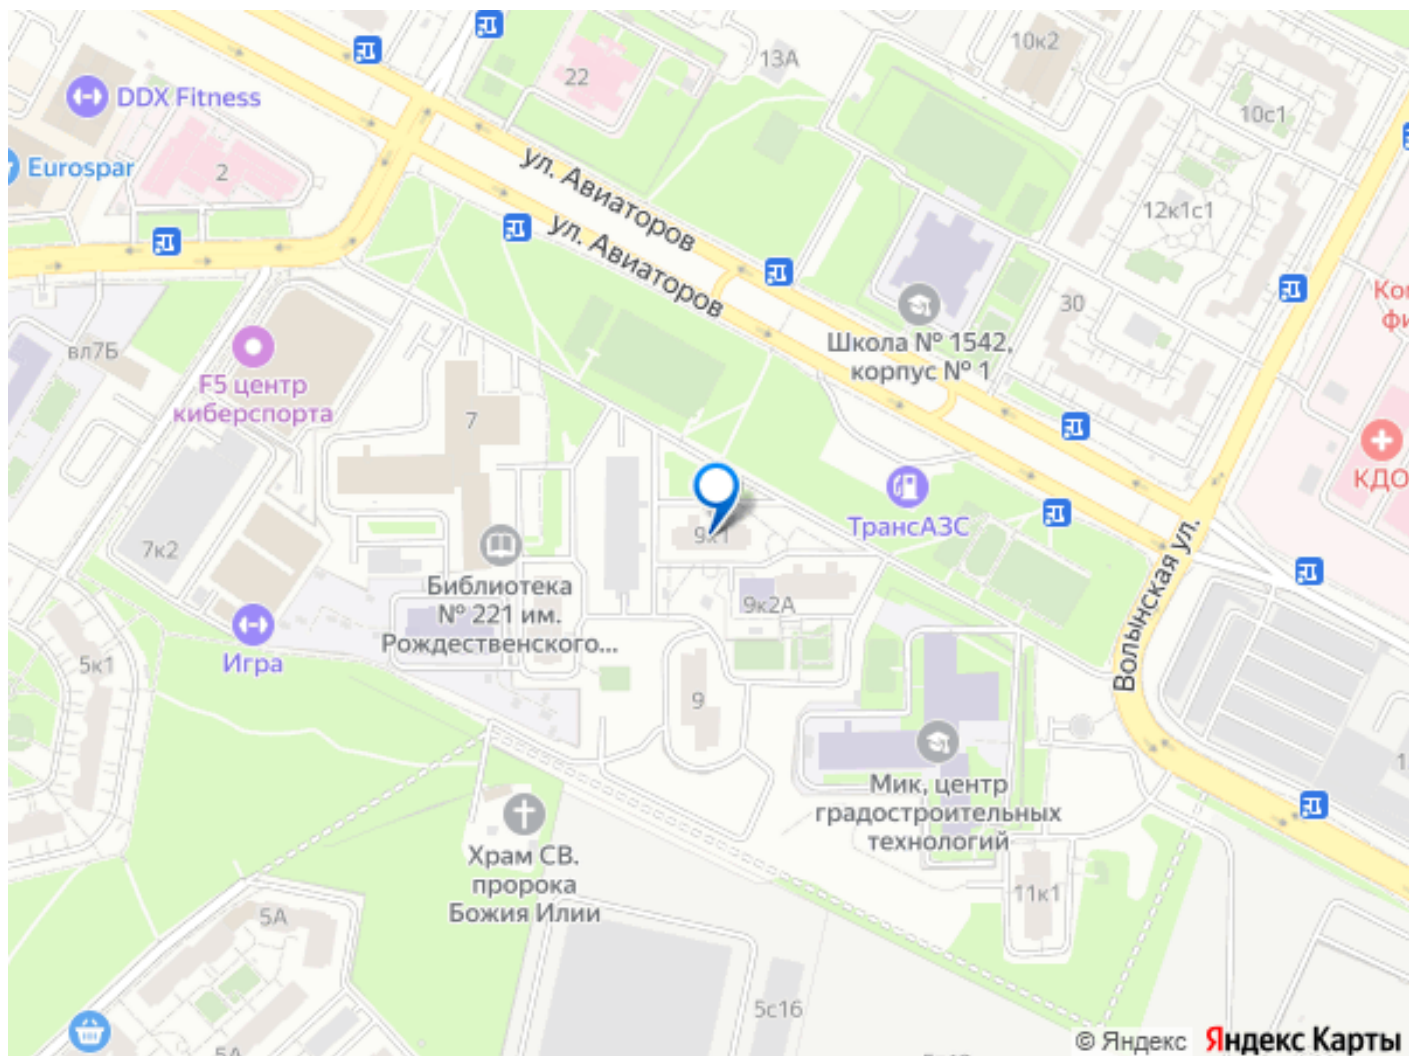 13А
10к2
22
DDX Fitness
10с1
Eurospar
2
ул. Авиаторов
12к1с1
ул. Авиаторов
30
Школа № 1542,
корпус № 1
вл7Б
F5 центр
киберспорта
7
КДО
ТрансАЗС
9к1
7к2
Библиотека
№ 221 им.
Рождественского...
9к2А
Волынская ул.
Игра
5к1
9
Мик, центр
градостроительных
технологий
Храм СВ.
пророка
Божия Илии
11к1
5А
5с16
5А
© Яндекс Яндекс Карты